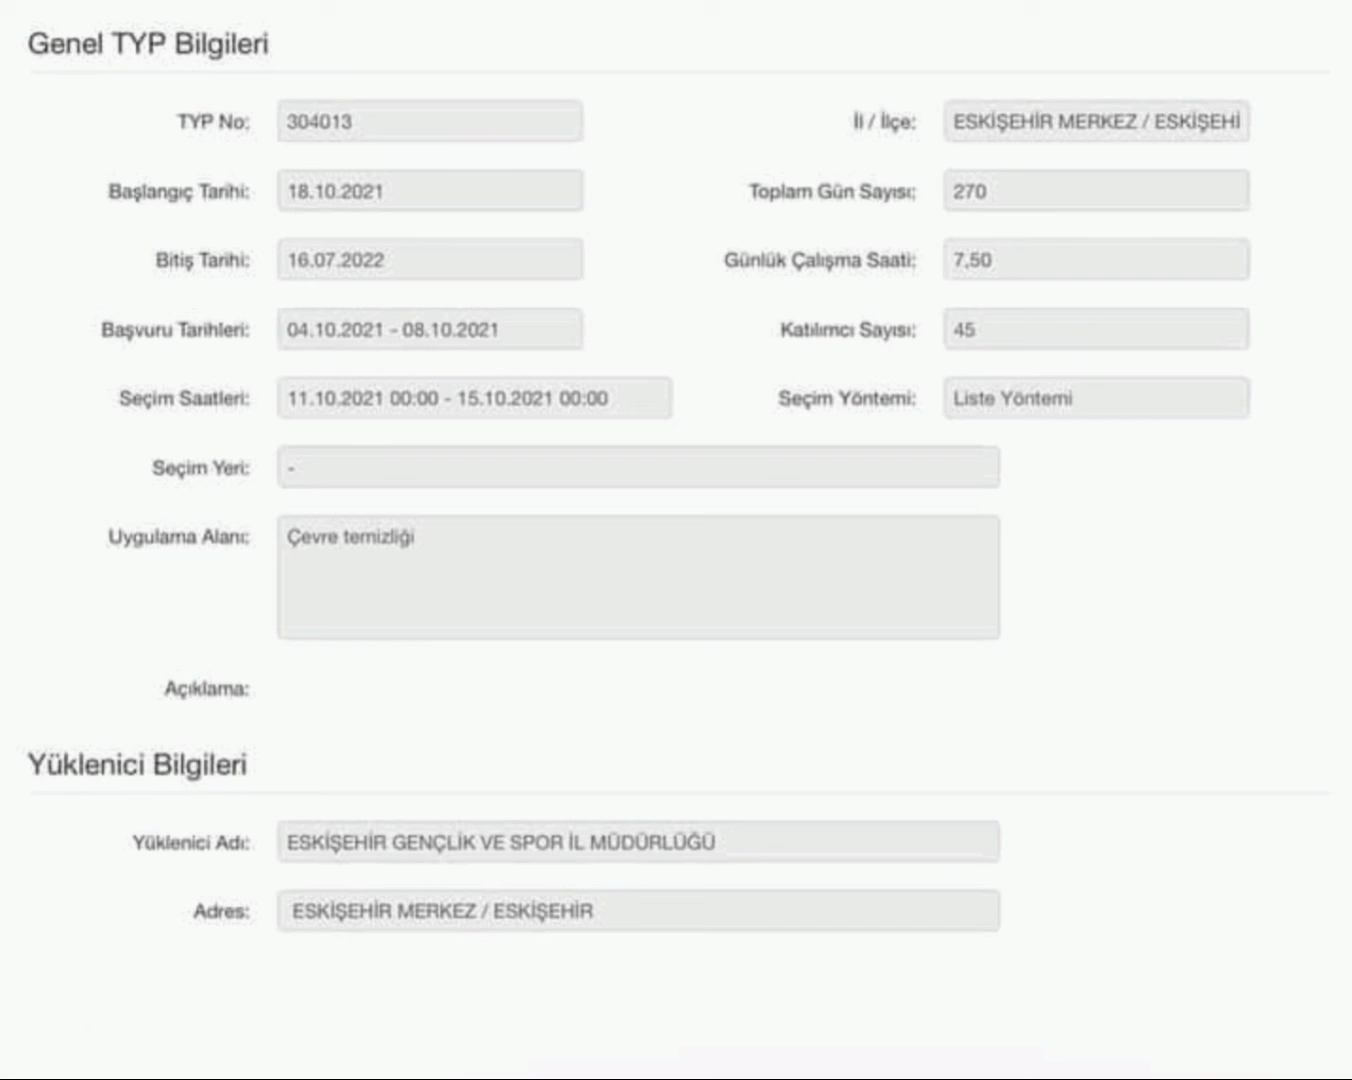 Genel TYP Bilgileri
TYP No: 304013 İl / İlçe: ESKİŞEHİR MERKEZ / ESKİŞEHİ
Başlangıç Tarihi: 18.10.2021 Toplam Gün Sayısı: 270
Bitiş Tarihi: 16.07.2022 Günlük Çalışma Saati: 7,50
Başvuru Tarihleri: 04.10.2021 - 08.10.2021 Katılımcı Sayısı: 45
Seçim Saatleri: 11.10.2021 00:00 - 15.10.2021 00:00 Seçim Yöntemi: Liste Yöntemi
Seçim Yeri: -
Uygulama Alanı: Çevre temizliği
Açıklama:
Yüklenici Bilgileri
Yüklenici Adı: ESKİŞEHİR GENÇLİK VE SPOR İL MÜDÜRLÜĞÜ
Adres: ESKİŞEHİR MERKEZ / ESKİŞEHİR